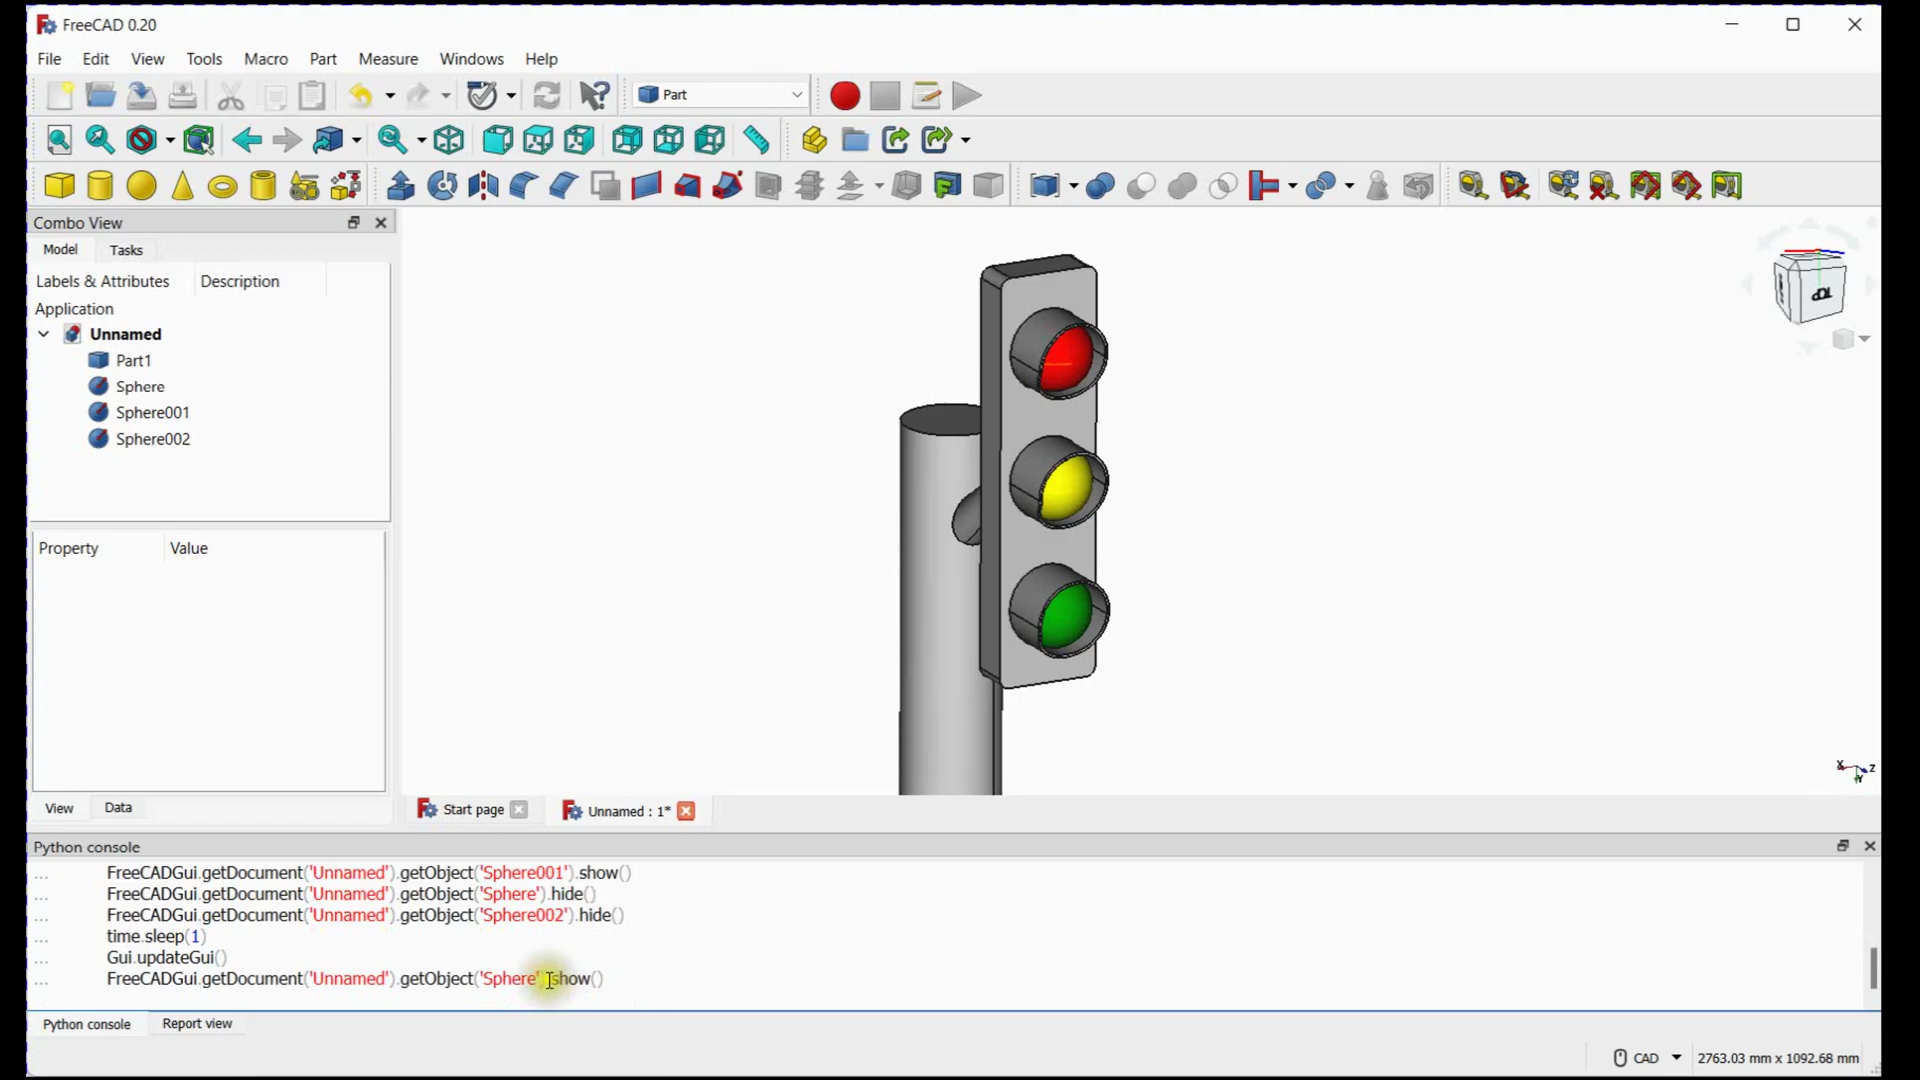 FreeCAD 0.20
File Edit View Tools Macro Part Measure Windows Help
Part
Combo View
Model Tasks
Labels & Attributes Description
Application
Unnamed
Part1
Sphere
Sphere001
Sphere002
TOP
Property Value
X Y Z
View Data
Start page Unnamed : 1*
Python console
... FreeCADGui.getDocument('Unnamed').getObject('Sphere001').show()
... FreeCADGui.getDocument('Unnamed').getObject('Sphere').hide()
... FreeCADGui.getDocument('Unnamed').getObject('Sphere002').hide()
... time.sleep(1)
... Gui.updateGui()
... FreeCADGui.getDocument('Unnamed').getObject('Sphere').show()
Python console Report view
CAD 2763.03 mm x 1092.68 mm